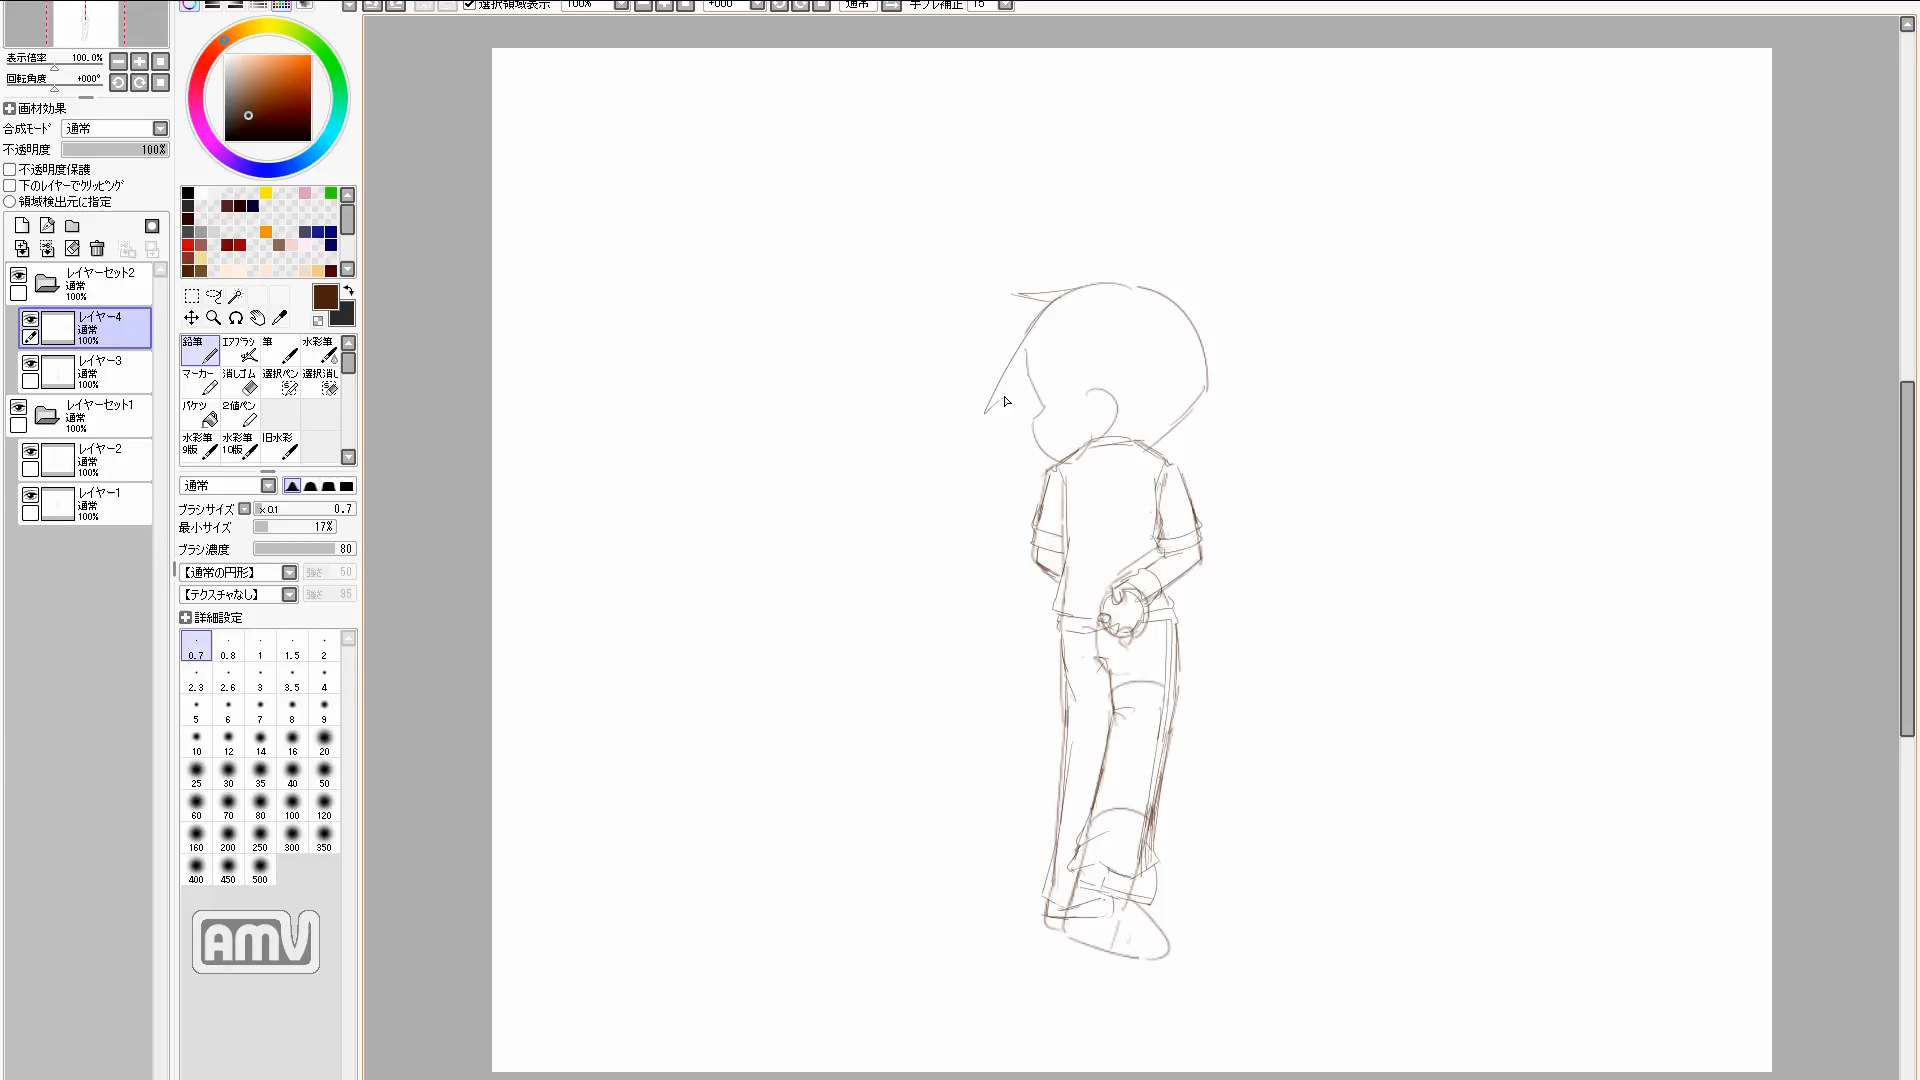 選択領域表示 100% +000 通常 手ブレ補正 15
表示倍率 100.0%
回転角度 +000°
画材効果
合成モード 通常
不透明度 100%
不透明度保護
下のレイヤーでクリッピング
領域検出元に指定
レイヤーセット2
通常
100%
レイヤー4
通常
100%
レイヤー3
通常
100%
レイヤーセット1
通常
100%
レイヤー2
通常
100%
レイヤー1
通常
100%
鉛筆 エアブラシ 筆 水彩筆
マーカー 消しゴム 選択ペン 選択消し
バケツ 2値ペン
水彩筆 水彩筆 旧水彩
9版 10版
通常
ブラシサイズ x 0.1 0.7
最小サイズ 17%
ブラシ濃度 80
【通常の円形】 強さ 50
【テクスチャなし】 強さ 95
詳細設定
0.7 0.8 1 1.5 2
2.3 2.6 3 3.5 4
5 6 7 8 9
10 12 14 16 20
25 30 35 40 50
60 70 80 100 120
160 200 250 300 350
400 450 500
AMV